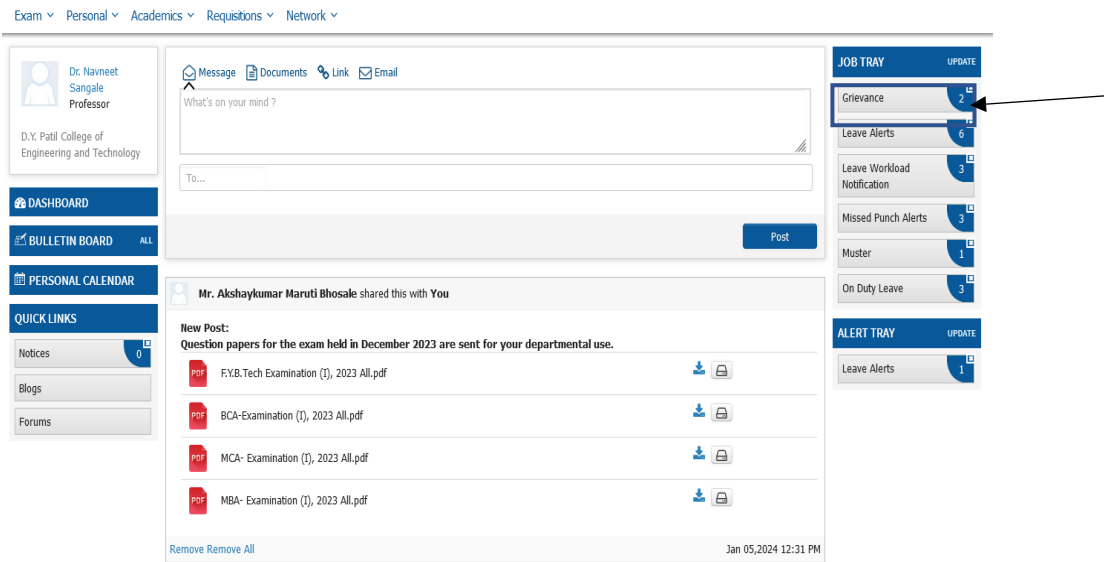 Exam Personal Academics Requisitions Network
Dr. Navneet
Sangale
Professor
D.Y. Patil College of
Engineering and Technology
DASHBOARD
BULLETIN BOARD ALL
PERSONAL CALENDAR
QUICK LINKS
Notices 0
Blogs
Forums
Message Documents Link Email
What's on your mind ?
To...
Post
Mr. Akshaykumar Maruti Bhosale shared this with You
New Post:
Question papers for the exam held in December 2023 are sent for your departmental use.
PDF F.Y.B.Tech Examination (I), 2023 All.pdf
PDF BCA-Examination (I), 2023 All.pdf
PDF MCA- Examination (I), 2023 All.pdf
PDF MBA- Examination (I), 2023 All.pdf
Remove Remove All Jan 05,2024 12:31 PM
JOB TRAY UPDATE
Grievance 2
Leave Alerts 6
Leave Workload 3
Notification
Missed Punch Alerts 3
Muster 1
On Duty Leave 3
ALERT TRAY UPDATE
Leave Alerts 1